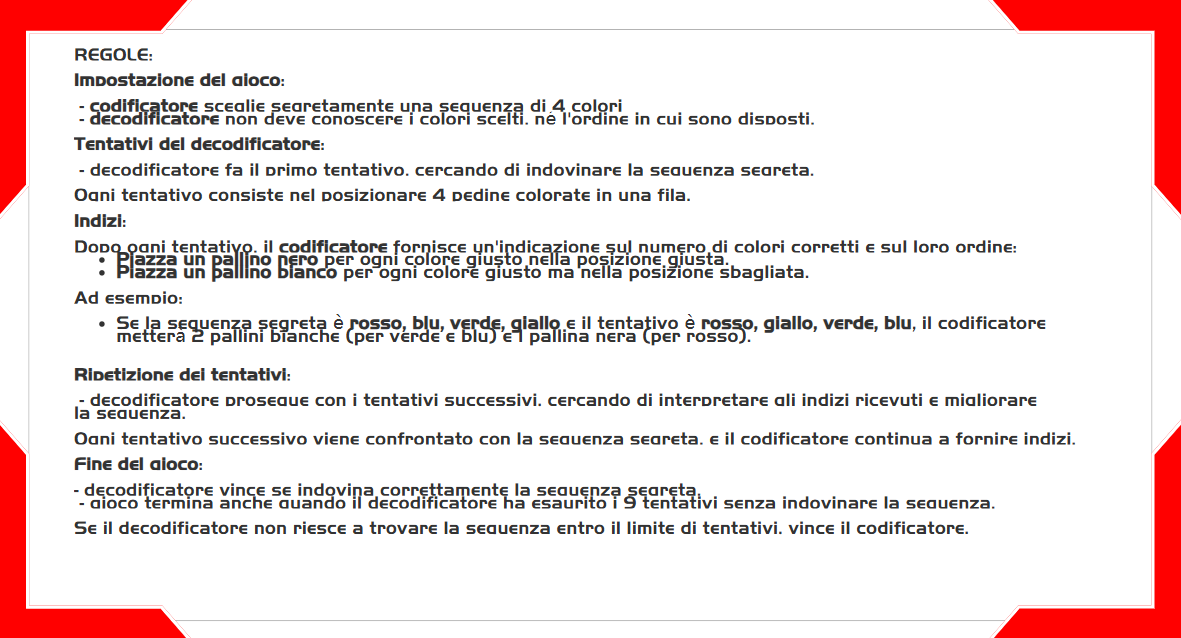 REGOLE:
Impostazione del gioco:
- codificatore sceglie segretamente una sequenza di 4 colori
- decodificatore non deve conoscere i colori scelti, né l'ordine in cui sono disposti.
Tentativi del decodificatore:
- decodificatore fa il primo tentativo, cercando di indovinare la sequenza segreta.
Ogni tentativo consiste nel posizionare 4 pedine colorate in una fila.
Indizi:
Dopo ogni tentativo, il codificatore fornisce un'indicazione sul numero di colori corretti e sul loro ordine:
• Piazza un pallino nero per ogni colore giusto nella posizione giusta.
• Piazza un pallino bianco per ogni colore giusto ma nella posizione sbagliata.
Ad esempio:
• Se la sequenza segreta è rosso, blu, verde, giallo e il tentativo è rosso, giallo, verde, blu, il codificatore
metterà 2 pallini bianche (per verde e blu) e 1 pallina nera (per rosso).
Ripetizione dei tentativi:
- decodificatore prosegue con i tentativi successivi, cercando di interpretare gli indizi ricevuti e migliorare
la sequenza.
Ogni tentativo successivo viene confrontato con la sequenza segreta, e il codificatore continua a fornire indizi.
Fine del gioco:
- decodificatore vince se indovina correttamente la sequenza segreta.
- gioco termina anche quando il decodificatore ha esaurito i 9 tentativi senza indovinare la sequenza.
Se il decodificatore non riesce a trovare la sequenza entro il limite di tentativi, vince il codificatore.